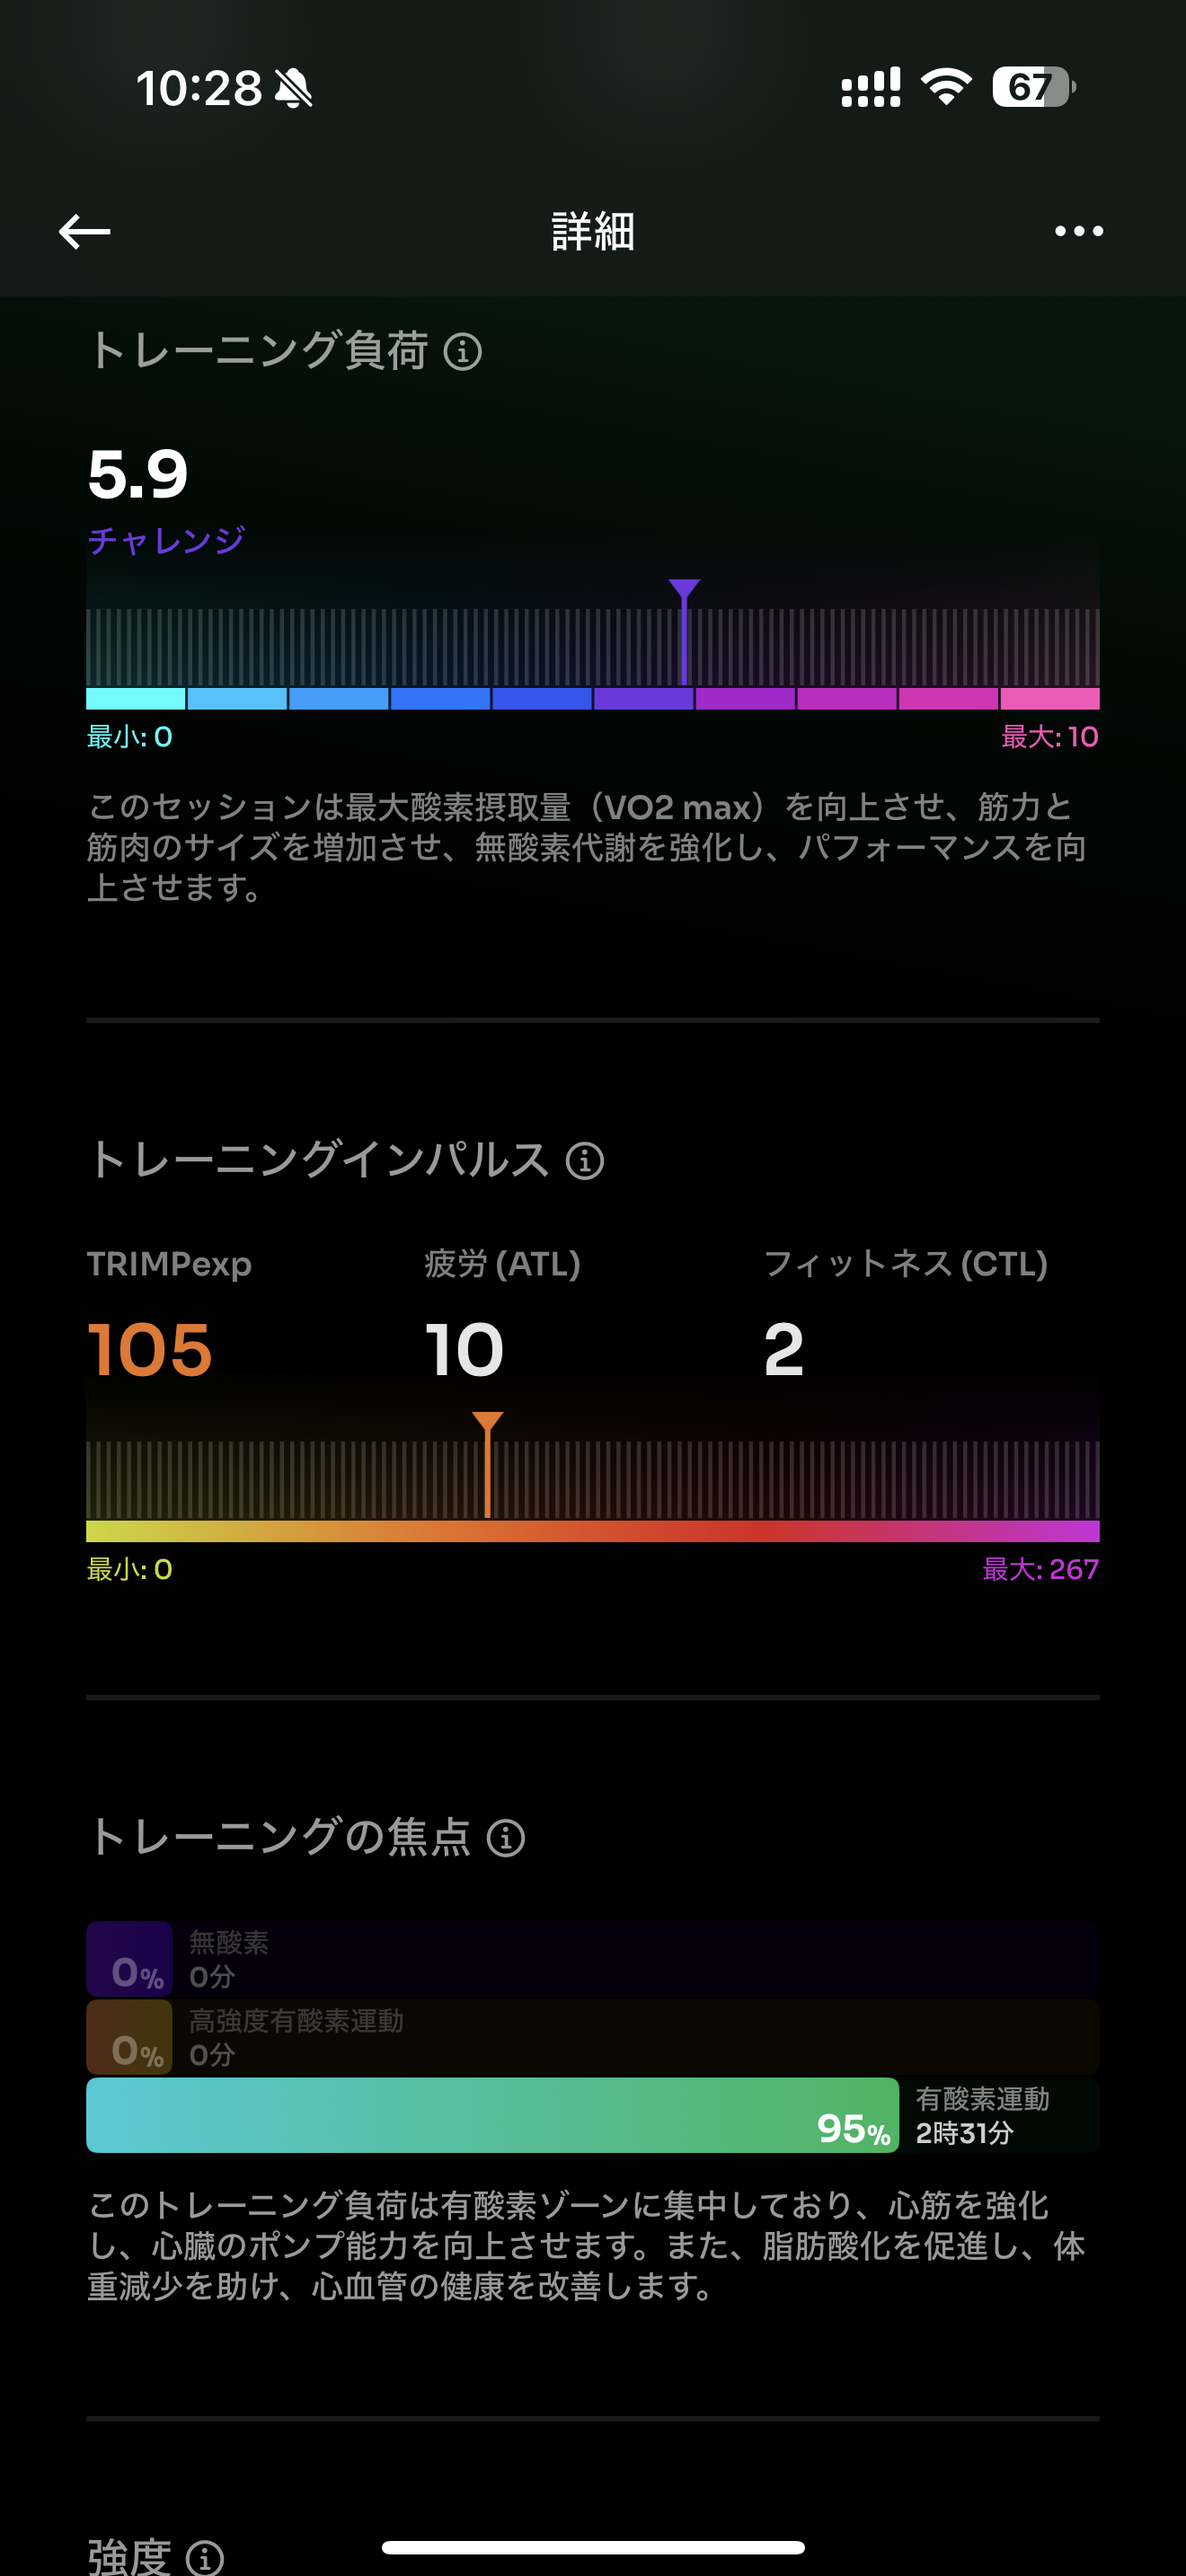 10:28
67
詳細
トレーニング負荷
5.9
チャレンジ
最小: 0
最大: 10
このセッションは最大酸素摂取量（VO2 max）を向上させ、筋力と
筋肉のサイズを増加させ、無酸素代謝を強化し、パフォーマンスを向
上させます。
トレーニングインパルス
TRIMPexp
疲労 (ATL)
フィットネス (CTL)
105
10
2
最小: 0
最大: 267
トレーニングの焦点
0%
無酸素
0分
0%
高強度有酸素運動
0分
95%
有酸素運動
2時31分
このトレーニング負荷は有酸素ゾーンに集中しており、心筋を強化
し、心臓のポンプ能力を向上させます。また、脂肪酸化を促進し、体
重減少を助け、心血管の健康を改善します。
強度